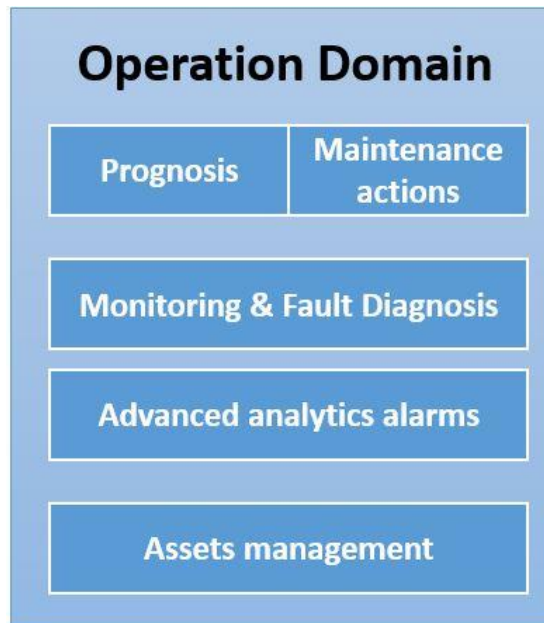 Operation Domain
Prognosis
Maintenance
actions
Monitoring & Fault Diagnosis
Advanced analytics alarms
Assets management